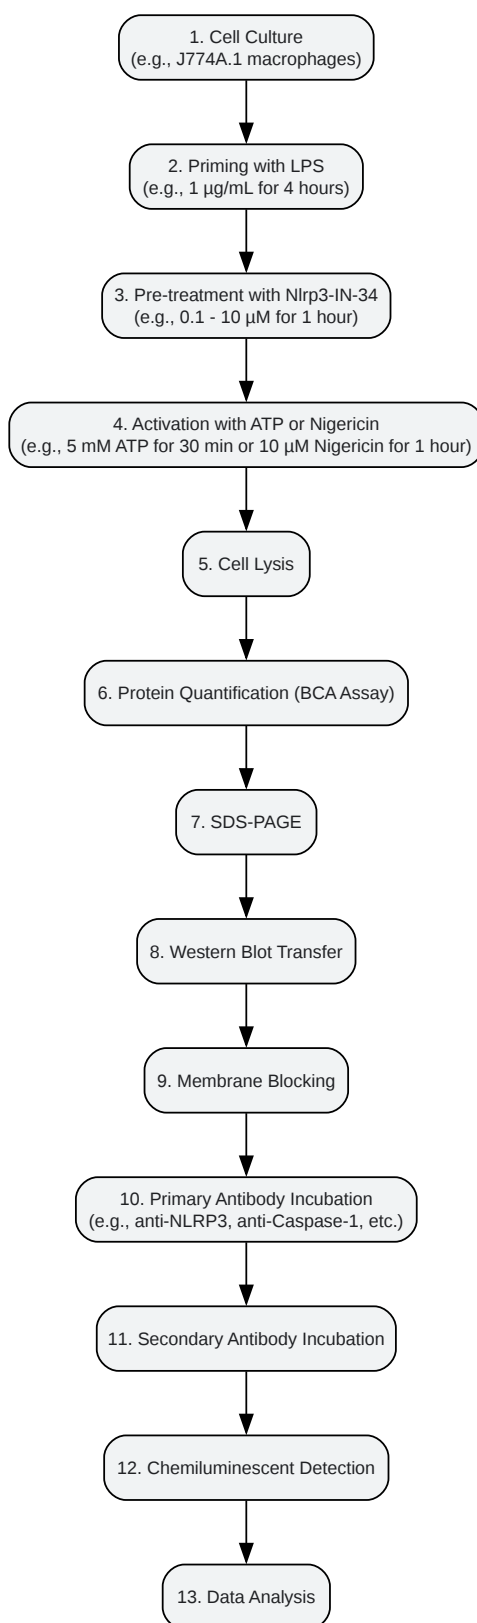 1. Cell Culture
(e.g., J774A.1 macrophages)
2. Priming with LPS
(e.g., 1 µg/mL for 4 hours)
3. Pre-treatment with Nlrp3-IN-34
(e.g., 0.1 - 10 µM for 1 hour)
4. Activation with ATP or Nigericin
(e.g., 5 mM ATP for 30 min or 10 µM Nigericin for 1 hour)
5. Cell Lysis
6. Protein Quantification (BCA Assay)
7. SDS-PAGE
8. Western Blot Transfer
9. Membrane Blocking
10. Primary Antibody Incubation
(e.g., anti-NLRP3, anti-Caspase-1, etc.)
11. Secondary Antibody Incubation
12. Chemiluminescent Detection
13. Data Analysis